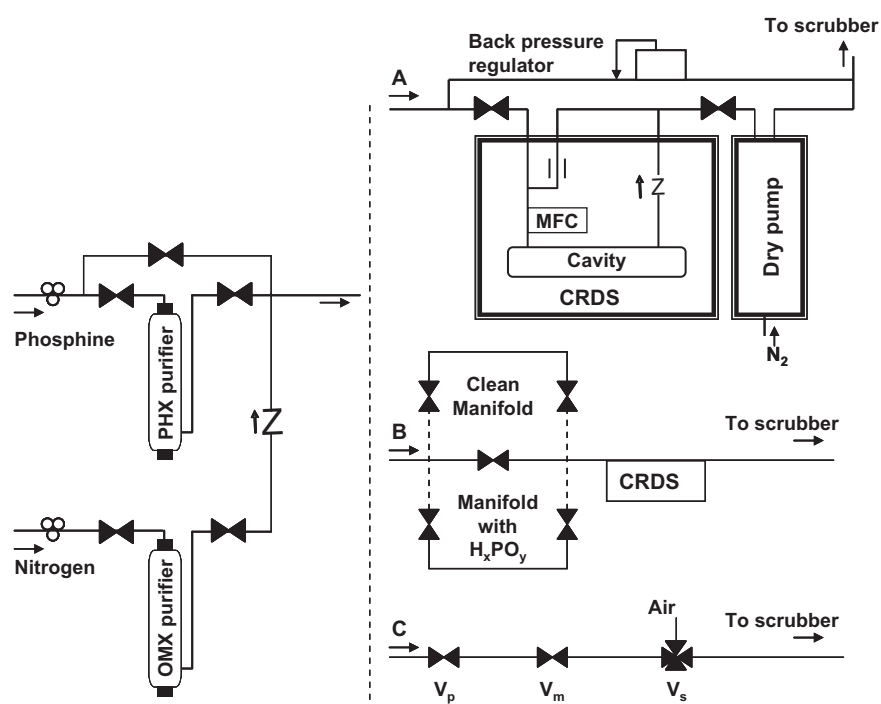 Phosphine
PHX purifier
Nitrogen
OMX purifier
A
Back pressure
regulator
To scrubber
MFC
Z
Cavity
CRDS
Dry pump
N₂
Z
B
Clean
Manifold
Manifold
with
HₓPOᵧ
CRDS
To scrubber
C
Air
To scrubber
Vₚ
Vₘ
Vₛ